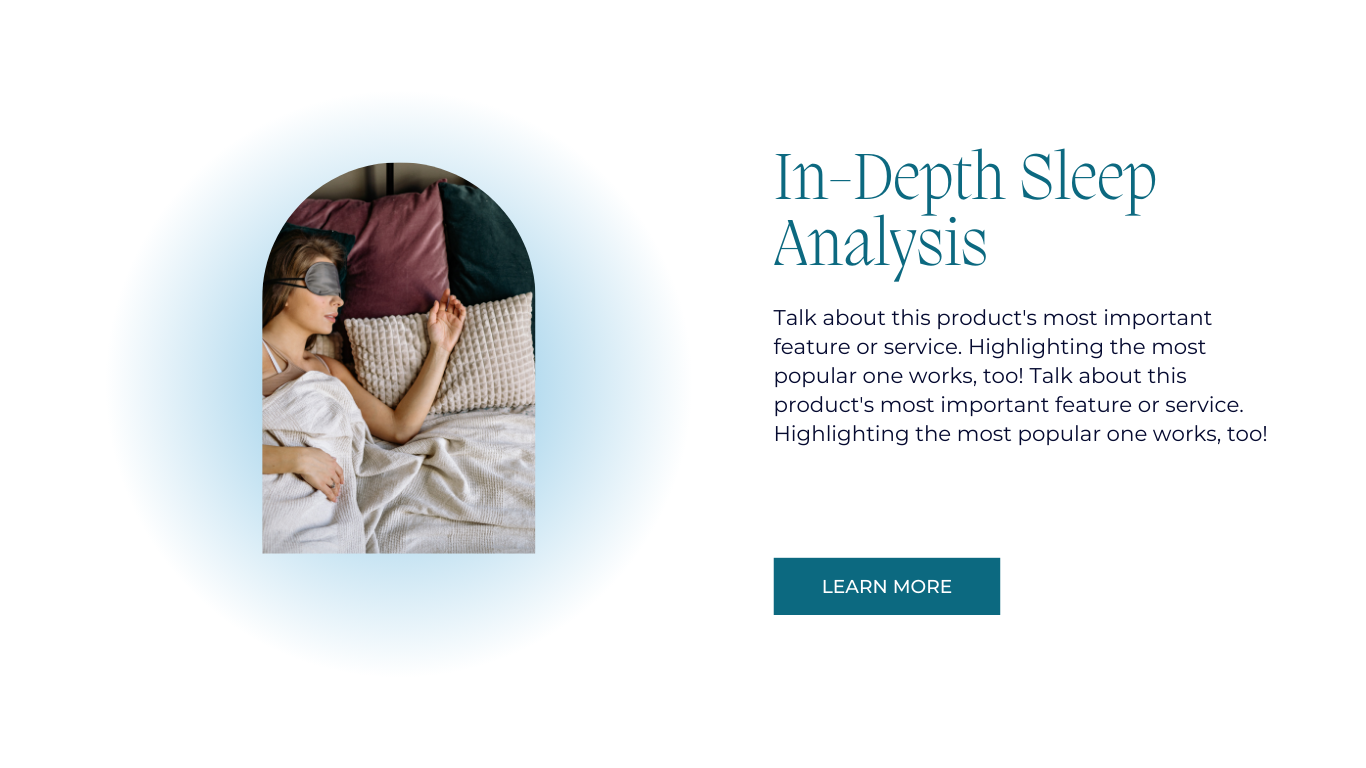 In-Depth Sleep
Analysis
Talk about this product's most important
feature or service. Highlighting the most
popular one works, too! Talk about this
product's most important feature or service.
Highlighting the most popular one works, too!
LEARN MORE